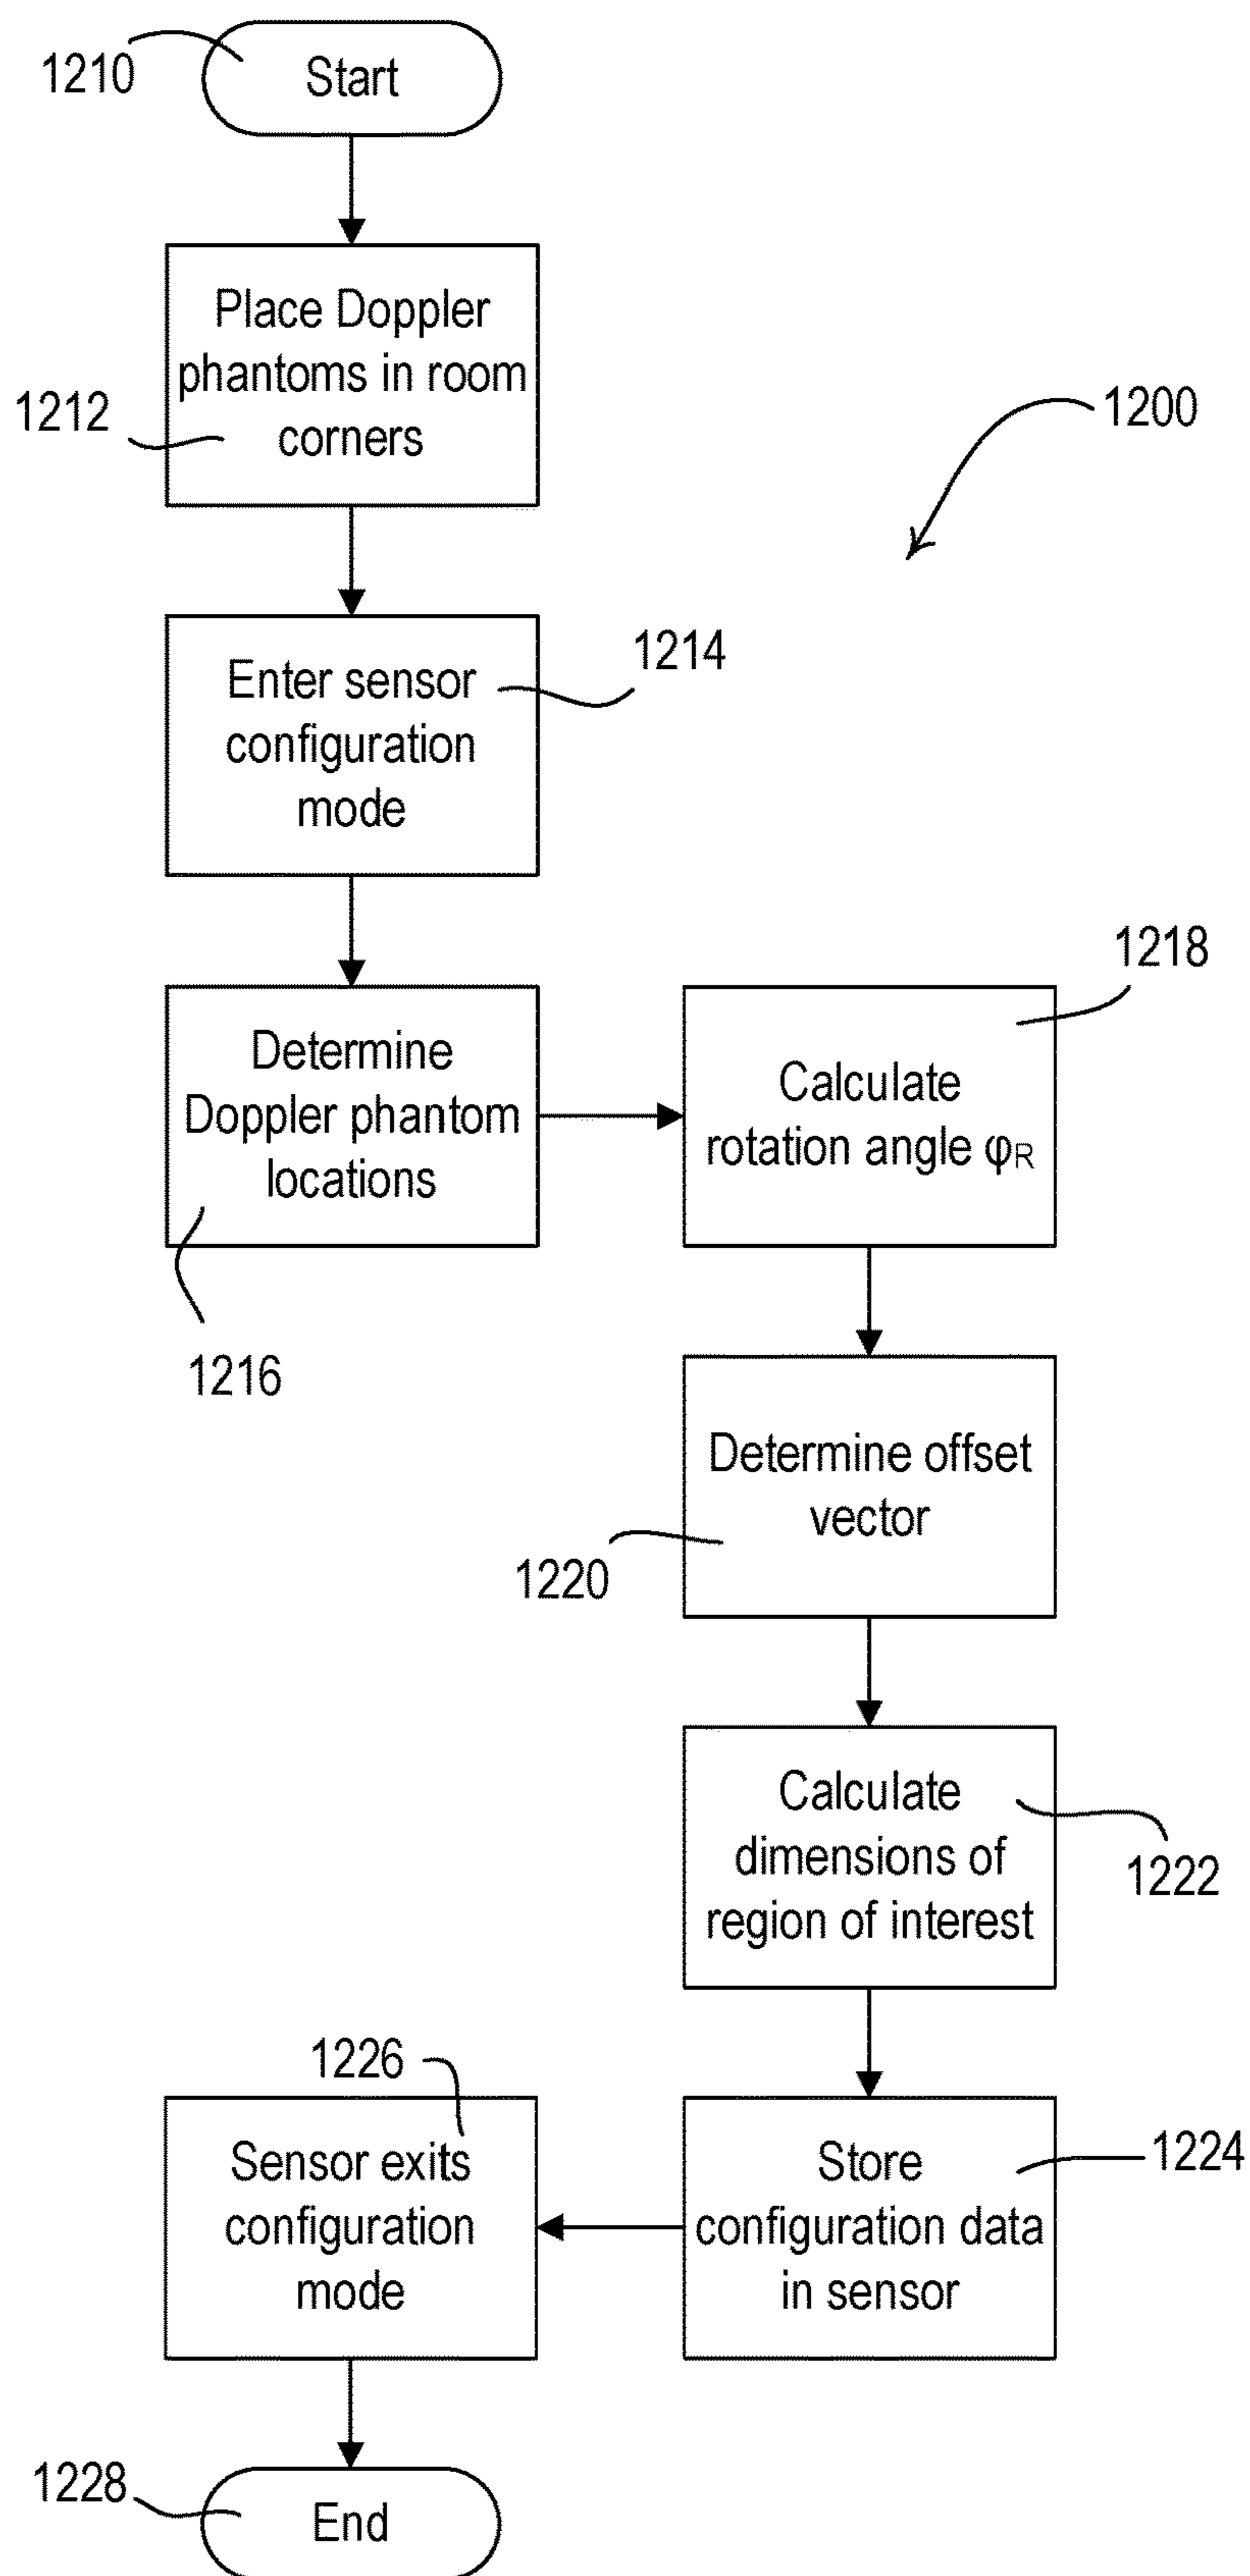 1210
Start
Place Doppler
phantoms in room
corners
1212
1200
Enter sensor
configuration
mode
1214
Determine
Doppler phantom
locations
1216
1218
Calculate
rotation angle φR
Determine offset
vector
1220
Calculate
dimensions of
region of interest
1222
Store
configuration data
in sensor
1224
1226
Sensor exits
configuration
mode
1228
End